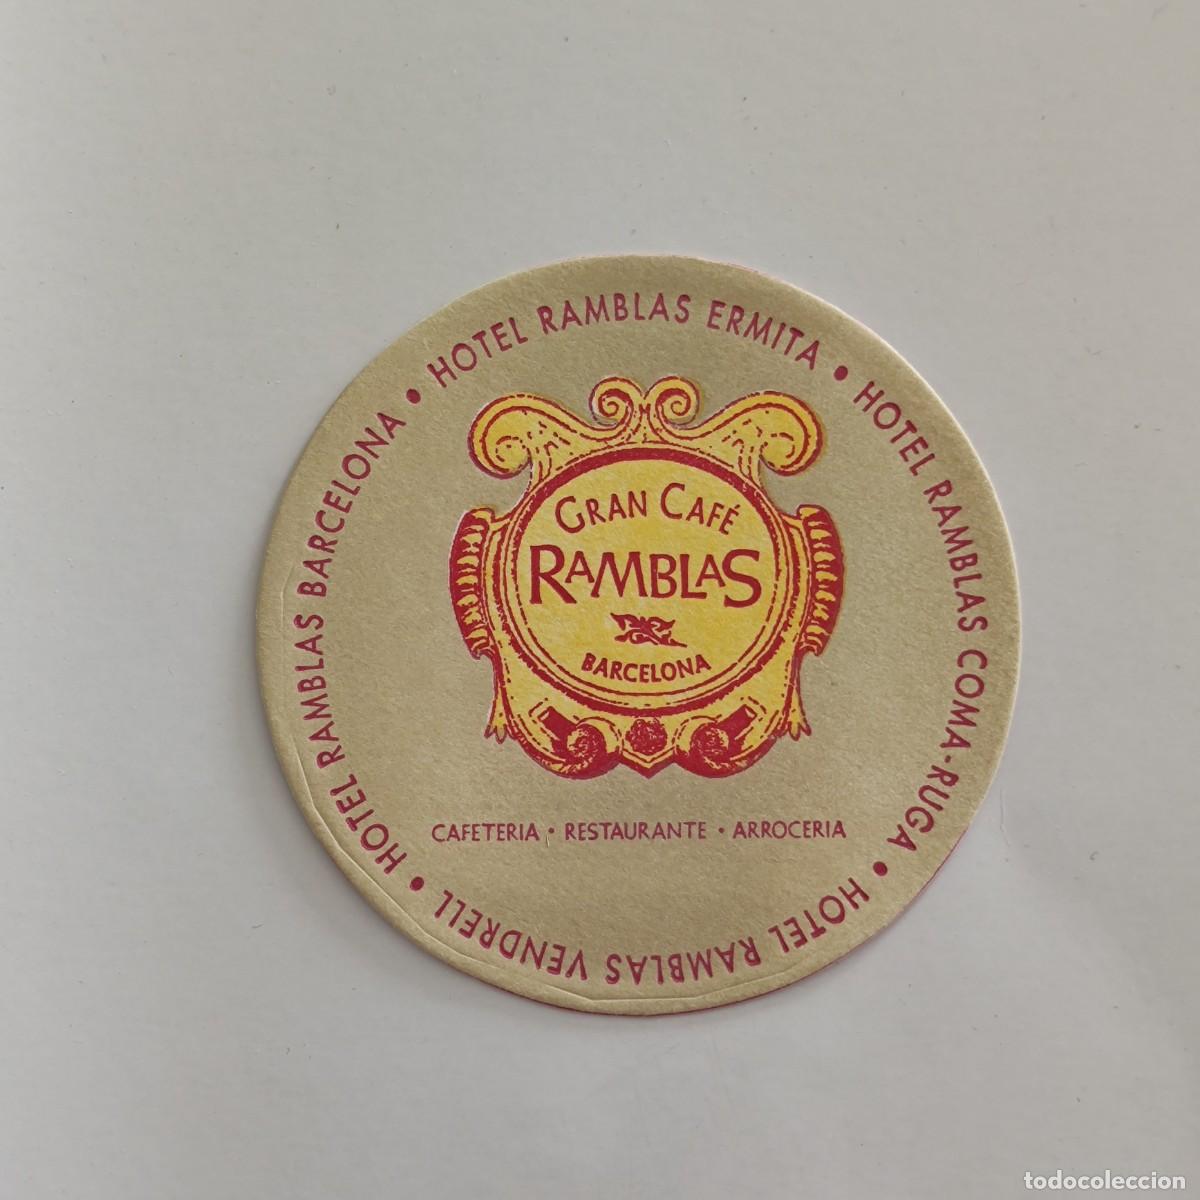 HOTEL RAMBLAS BARCELONA • HOTEL RAMBLAS ERMITA • HOTEL RAMBLAS COMA-RUGA • HOTEL RAMBLAS VENDRELL •
GRAN CAFÉ
RAMBLAS
BARCELONA
CAFETERIA • RESTAURANTE • ARROCERIA
todocoleccion